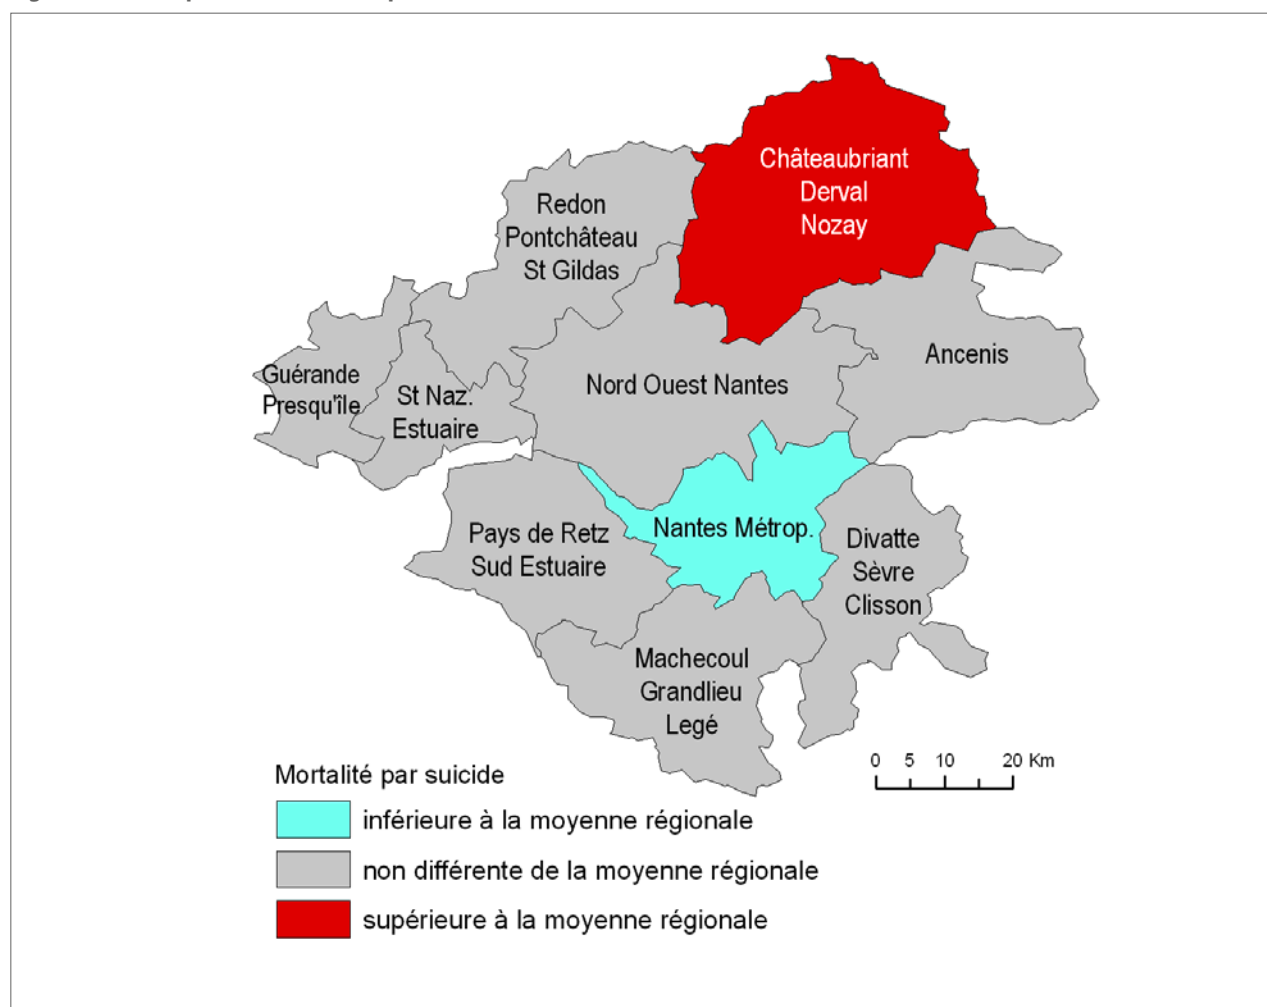 Châteaubriant
Derval
Nozay
Redon
Pontchâteau
St Gildas
Ancenis
Guérande
Presqu'île
St Naz.
Estuaire
Nord Ouest Nantes
Nantes Métrop.
Pays de Retz
Sud Estuaire
Divatte
Sèvre
Clisson
Machecoul
Grandlieu
Legé
0 5 10 20 Km
Mortalité par suicide
inférieure à la moyenne régionale
non différente de la moyenne régionale
supérieure à la moyenne régionale